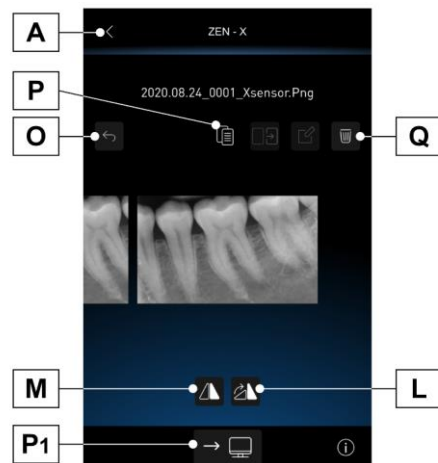 A
ZEN - X
P
2020.08.24_0001_Xsensor.Png
O
Q
M
L
P1
i